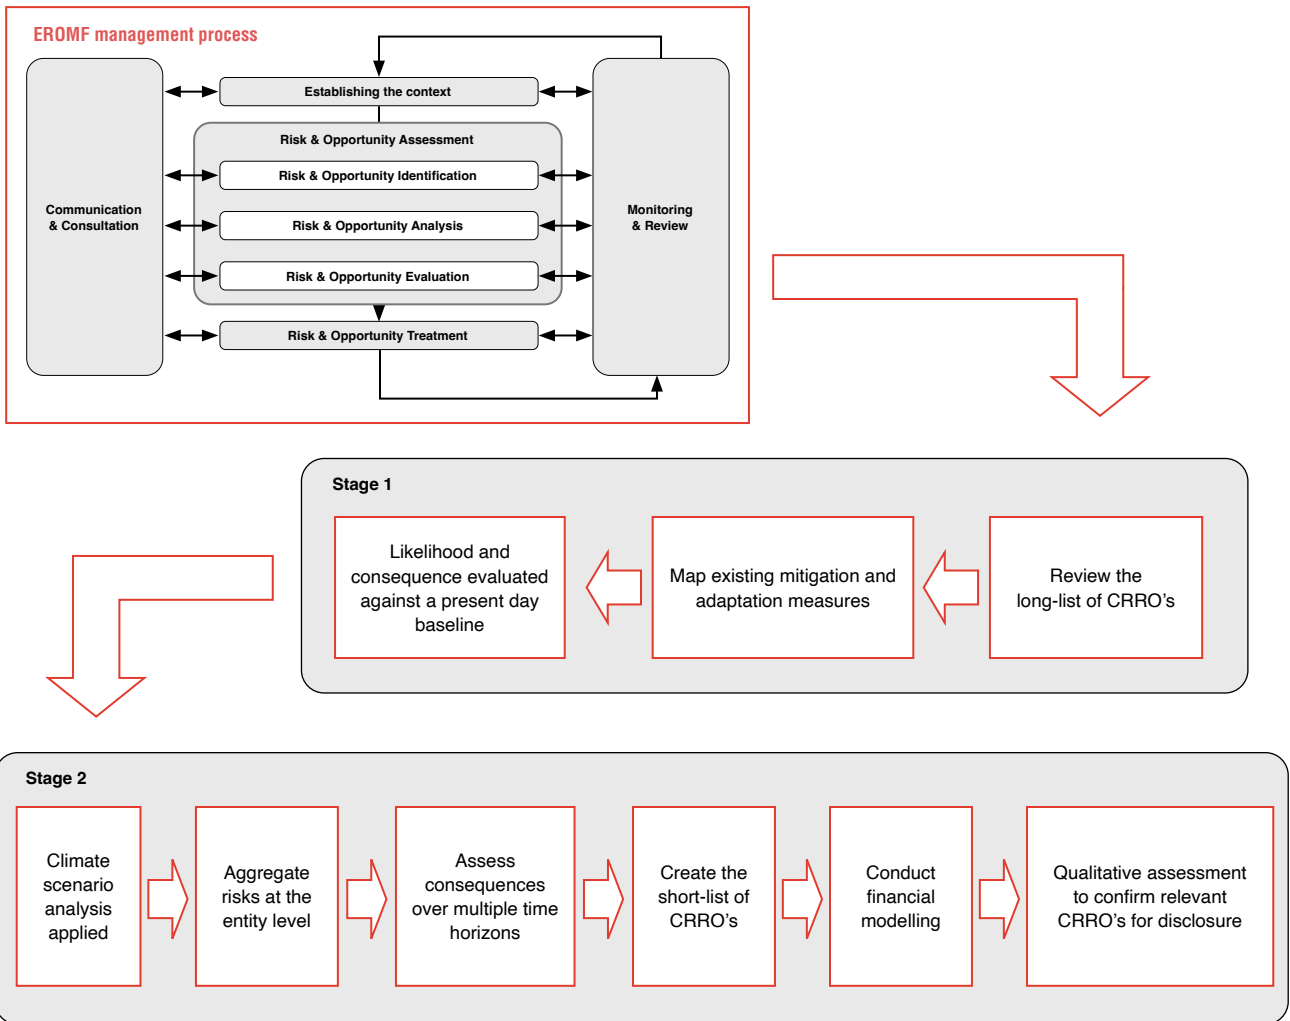 EROMF management process
Establishing the context
Risk & Opportunity Assessment
Risk & Opportunity Identification
Communication
& Consultation
Risk & Opportunity Analysis
Monitoring
& Review
Risk & Opportunity Evaluation
Risk & Opportunity Treatment
Stage 1
Likelihood and
consequence evaluated
against a present day
baseline
Map existing mitigation and
adaptation measures
Review the
long-list of CRRO's
Stage 2
Climate
scenario
analysis
applied
Aggregate
risks at the
entity level
Assess
consequences
over multiple time
horizons
Create the
short-list of
CRRO's
Conduct
financial
modelling
Qualitative assessment
to confirm relevant
CRRO's for disclosure